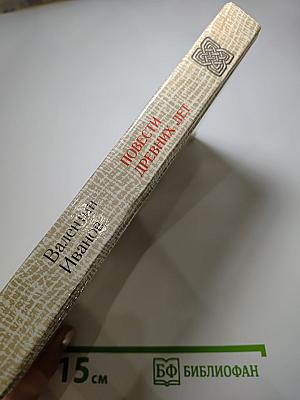 Валентин
Иванов
ПОВЕСТИ
ДРЕВНИХ ЛЕТ
15 см
БФ БИБЛИОФАН